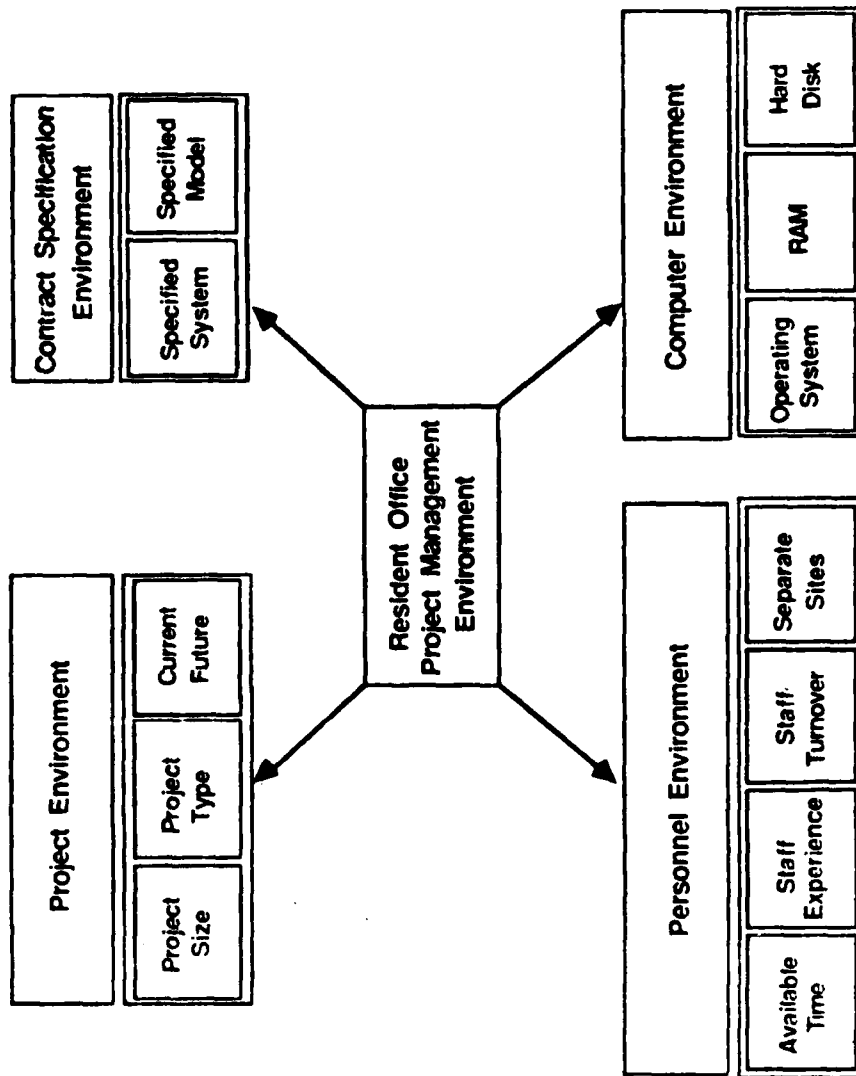 Project Environment
Project
Size
Project
Type
Current
Future
Contract Specification
Environment
Specified
System
Specified
Model
Resident Office
Project Management
Environment
Personnel Environment
Available
Time
Staff
Experience
Staff
Turnover
Separate
Sites
Computer Environment
Operating
System
RAM
Hard
Disk